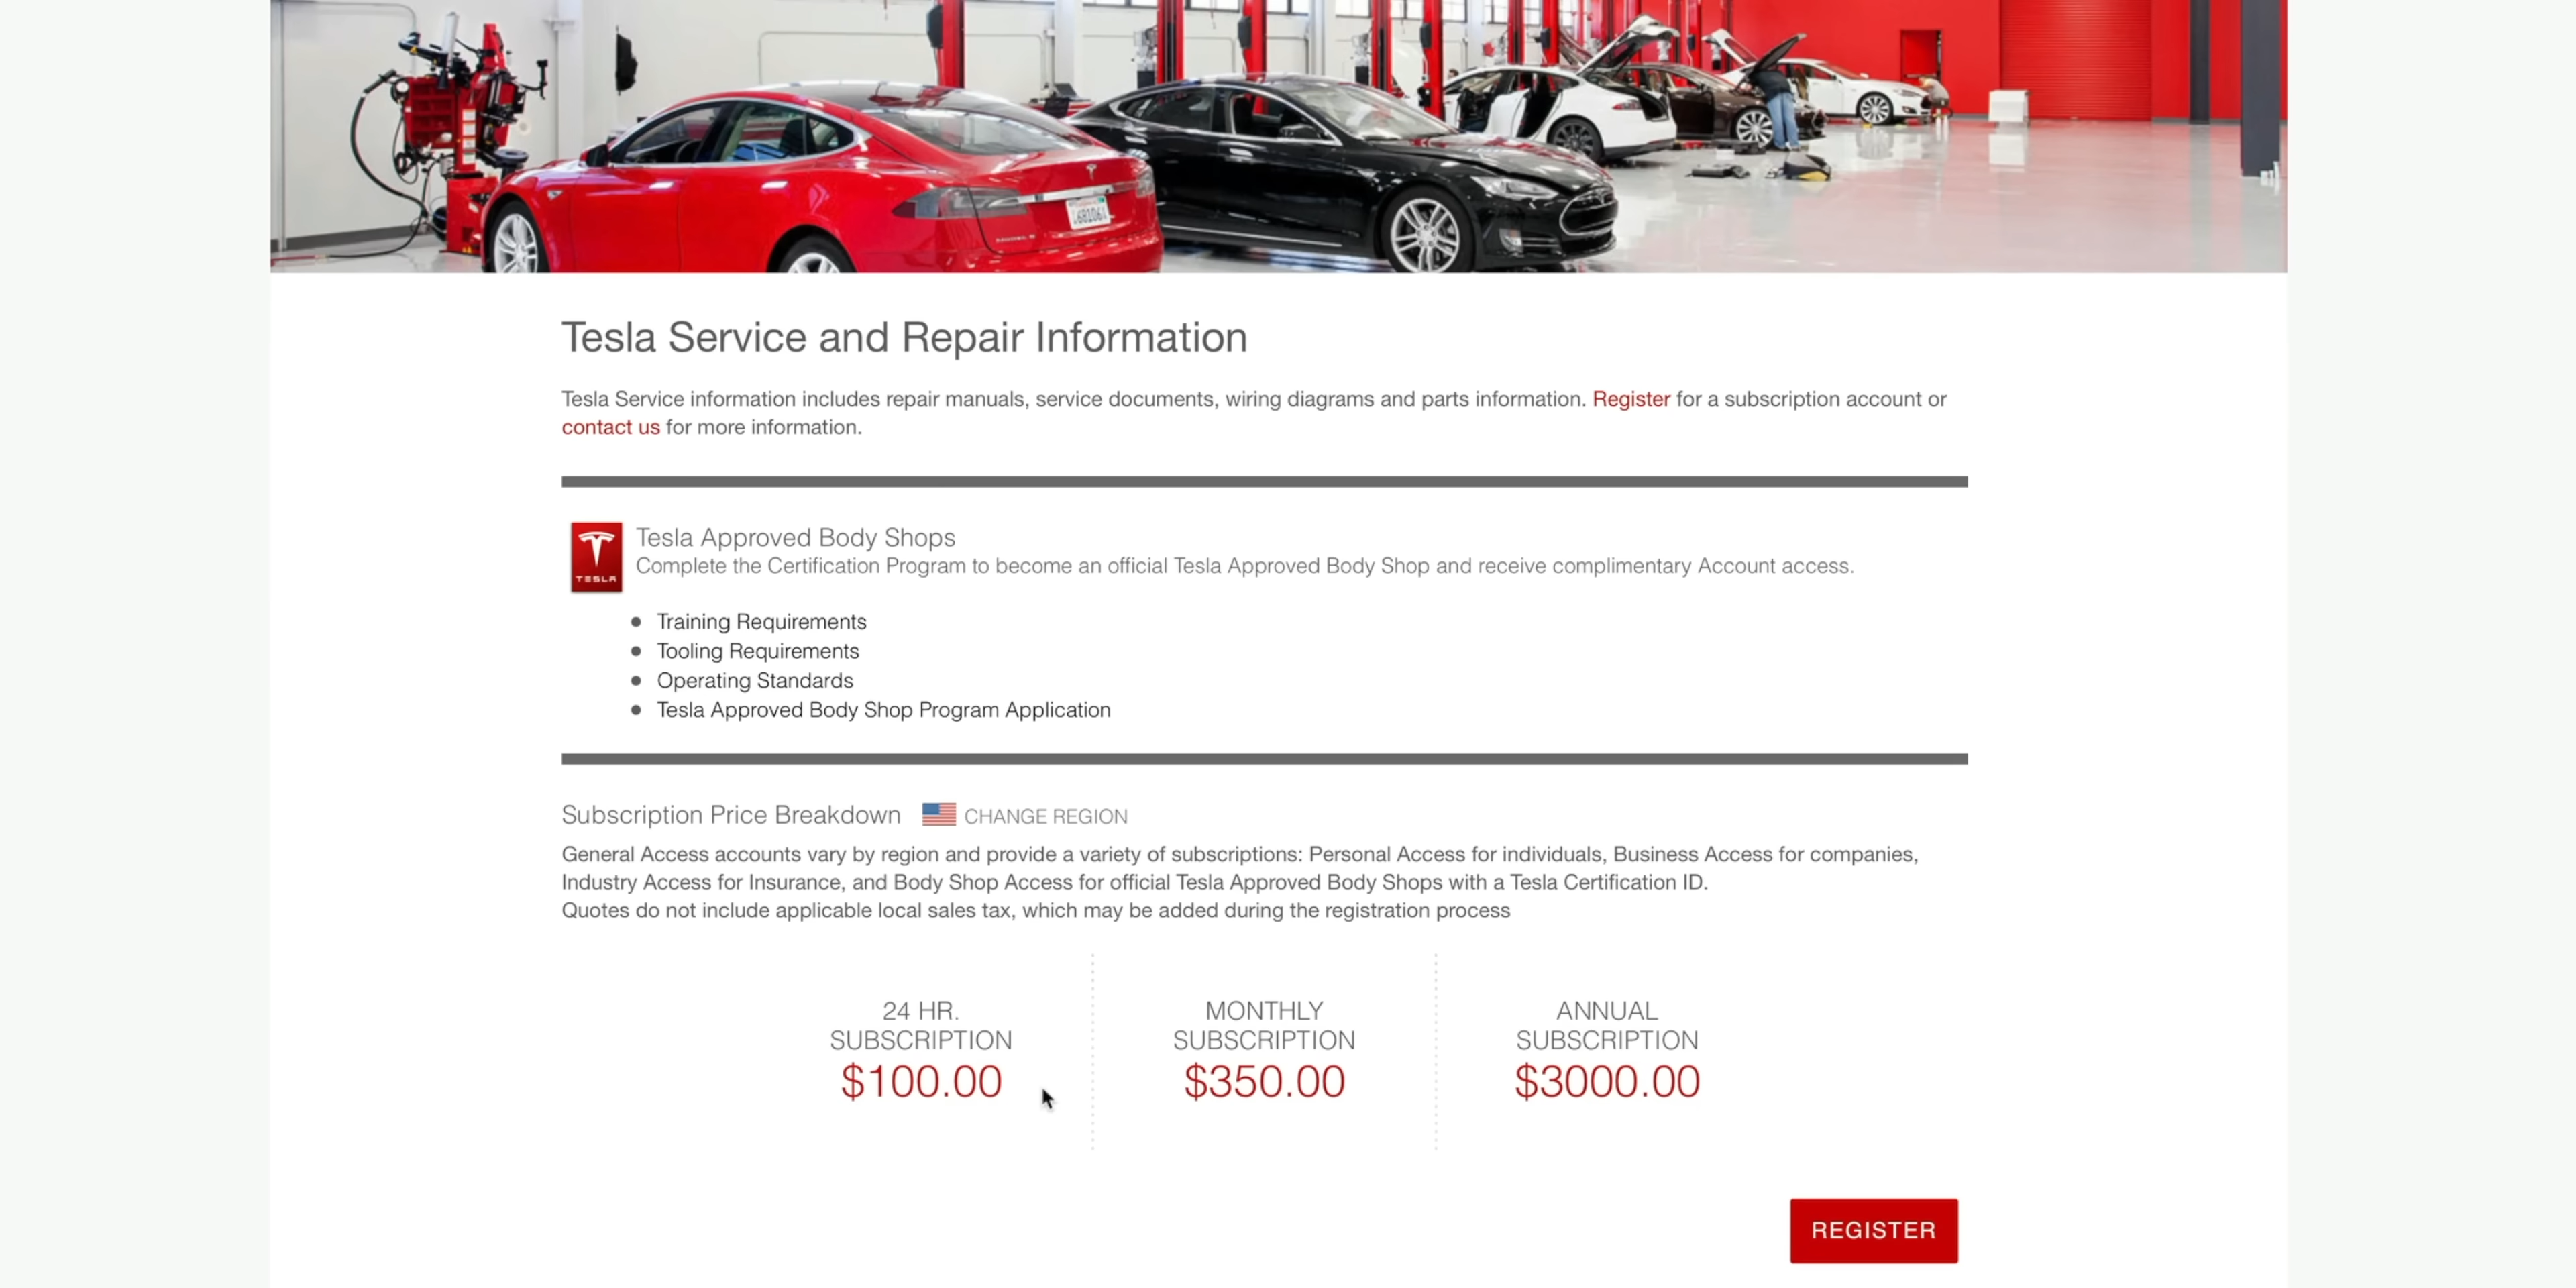 Tesla Service and Repair Information
Tesla Service information includes repair manuals, service documents, wiring diagrams and parts information. Register for a subscription account or
contact us for more information.
TESLA
Tesla Approved Body Shops
Complete the Certification Program to become an official Tesla Approved Body Shop and receive complimentary Account access.
• Training Requirements
• Tooling Requirements
• Operating Standards
• Tesla Approved Body Shop Program Application
Subscription Price Breakdown CHANGE REGION
General Access accounts vary by region and provide a variety of subscriptions: Personal Access for individuals, Business Access for companies,
Industry Access for Insurance, and Body Shop Access for official Tesla Approved Body Shops with a Tesla Certification ID.
Quotes do not include applicable local sales tax, which may be added during the registration process
24 HR.
SUBSCRIPTION
$100.00
MONTHLY
SUBSCRIPTION
$350.00
ANNUAL
SUBSCRIPTION
$3000.00
REGISTER